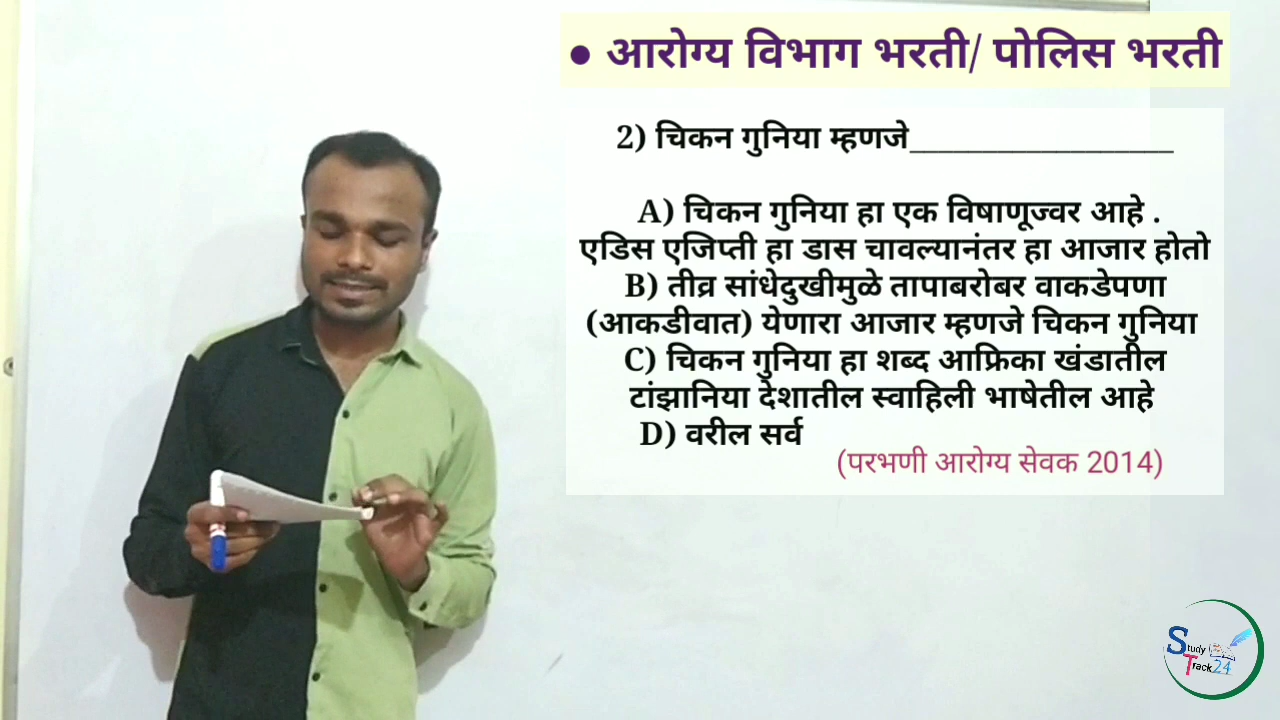 • आरोग्य विभाग भरती/ पोलिस भरती
2) चिकन गुनिया म्हणजे__________________
A) चिकन गुनिया हा एक विषाणूज्वर आहे .
एडिस एजिप्ती हा डास चावल्यानंतर हा आजार होतो
B) तीव्र सांधेदुखीमुळे तापाबरोबर वाकडेपणा
(आकडीवात) येणारा आजार म्हणजे चिकन गुनिया
C) चिकन गुनिया हा शब्द आफ्रिका खंडातील
टांझानिया देशातील स्वाहिली भाषेतील आहे
D) वरील सर्व
(परभणी आरोग्य सेवक 2014)
Study
Track24